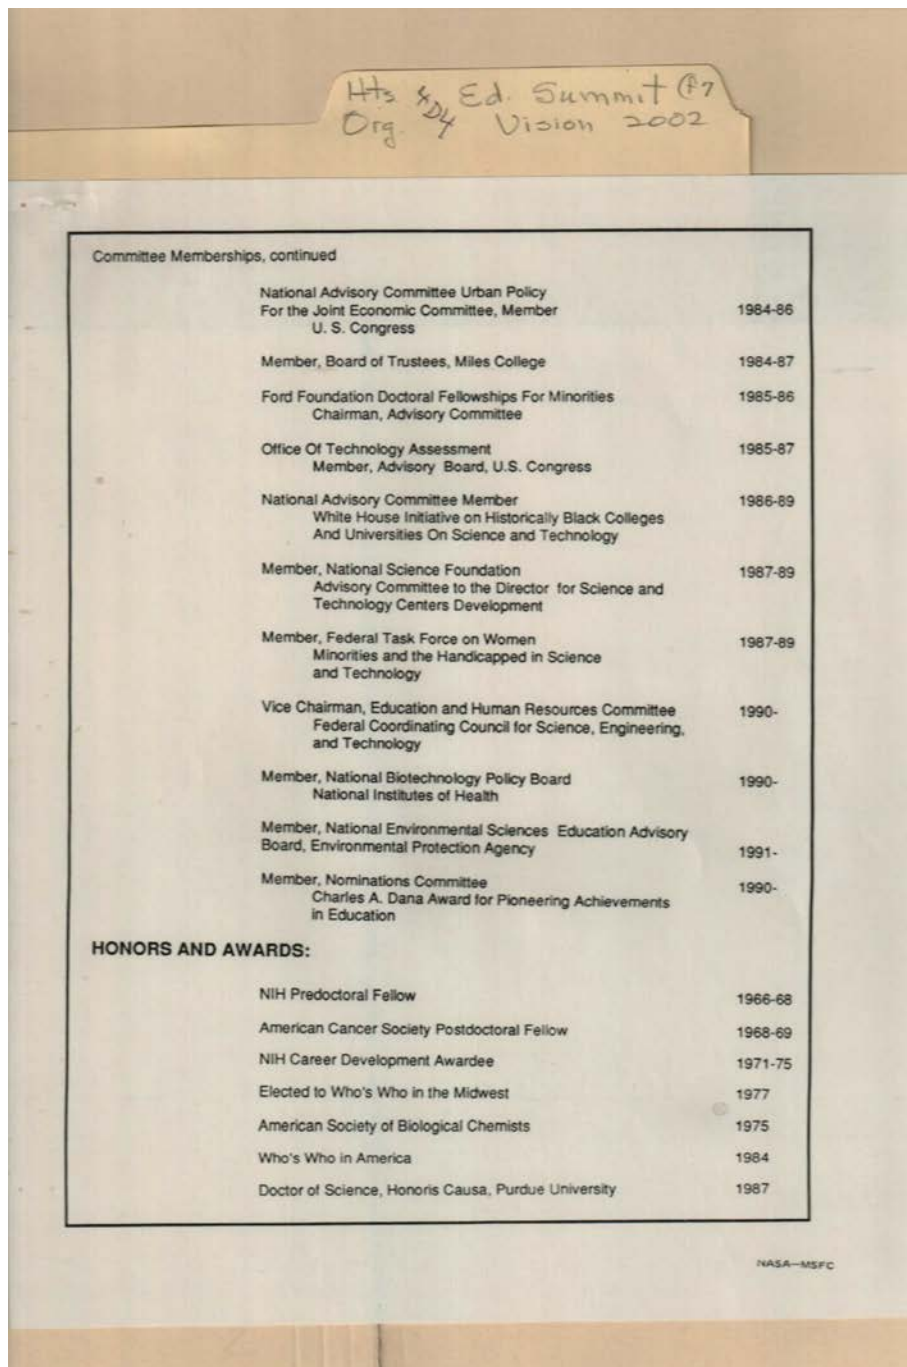 Hts & Ed. Summit P7
Org. D4 Vision 2002
Committee Memberships, continued
National Advisory Committee Urban Policy
For the Joint Economic Committee, Member 1984-86
U. S. Congress
Member, Board of Trustees, Miles College 1984-87
Ford Foundation Doctoral Fellowships For Minorities 1985-86
Chairman, Advisory Committee
Office Of Technology Assessment 1985-87
Member, Advisory Board, U.S. Congress
National Advisory Committee Member 1986-89
White House Initiative on Historically Black Colleges
And Universities On Science and Technology
Member, National Science Foundation 1987-89
Advisory Committee to the Director for Science and
Technology Centers Development
Member, Federal Task Force on Women 1987-89
Minorities and the Handicapped in Science
and Technology
Vice Chairman, Education and Human Resources Committee 1990-
Federal Coordinating Council for Science, Engineering,
and Technology
Member, National Biotechnology Policy Board 1990-
National Institutes of Health
Member, National Environmental Sciences Education Advisory
Board, Environmental Protection Agency 1991-
Member, Nominations Committee 1990-
Charles A. Dana Award for Pioneering Achievements
in Education
HONORS AND AWARDS:
NIH Predoctoral Fellow 1966-68
American Cancer Society Postdoctoral Fellow 1968-69
NIH Career Development Awardee 1971-75
Elected to Who's Who in the Midwest 1977
American Society of Biological Chemists 1975
Who's Who in America 1984
Doctor of Science, Honoris Causa, Purdue University 1987
NASA—MSFC